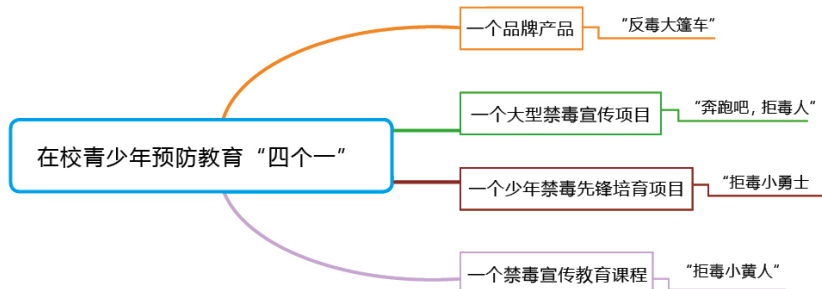 一个品牌产品
“反毒大篷车”
一个大型禁毒宣传项目
“奔跑吧，拒毒人“
在校青少年预防教育“四个一”
一个少年禁毒先锋培育项目
“拒毒小勇士
一个禁毒宣传教育课程
“拒毒小黄人“